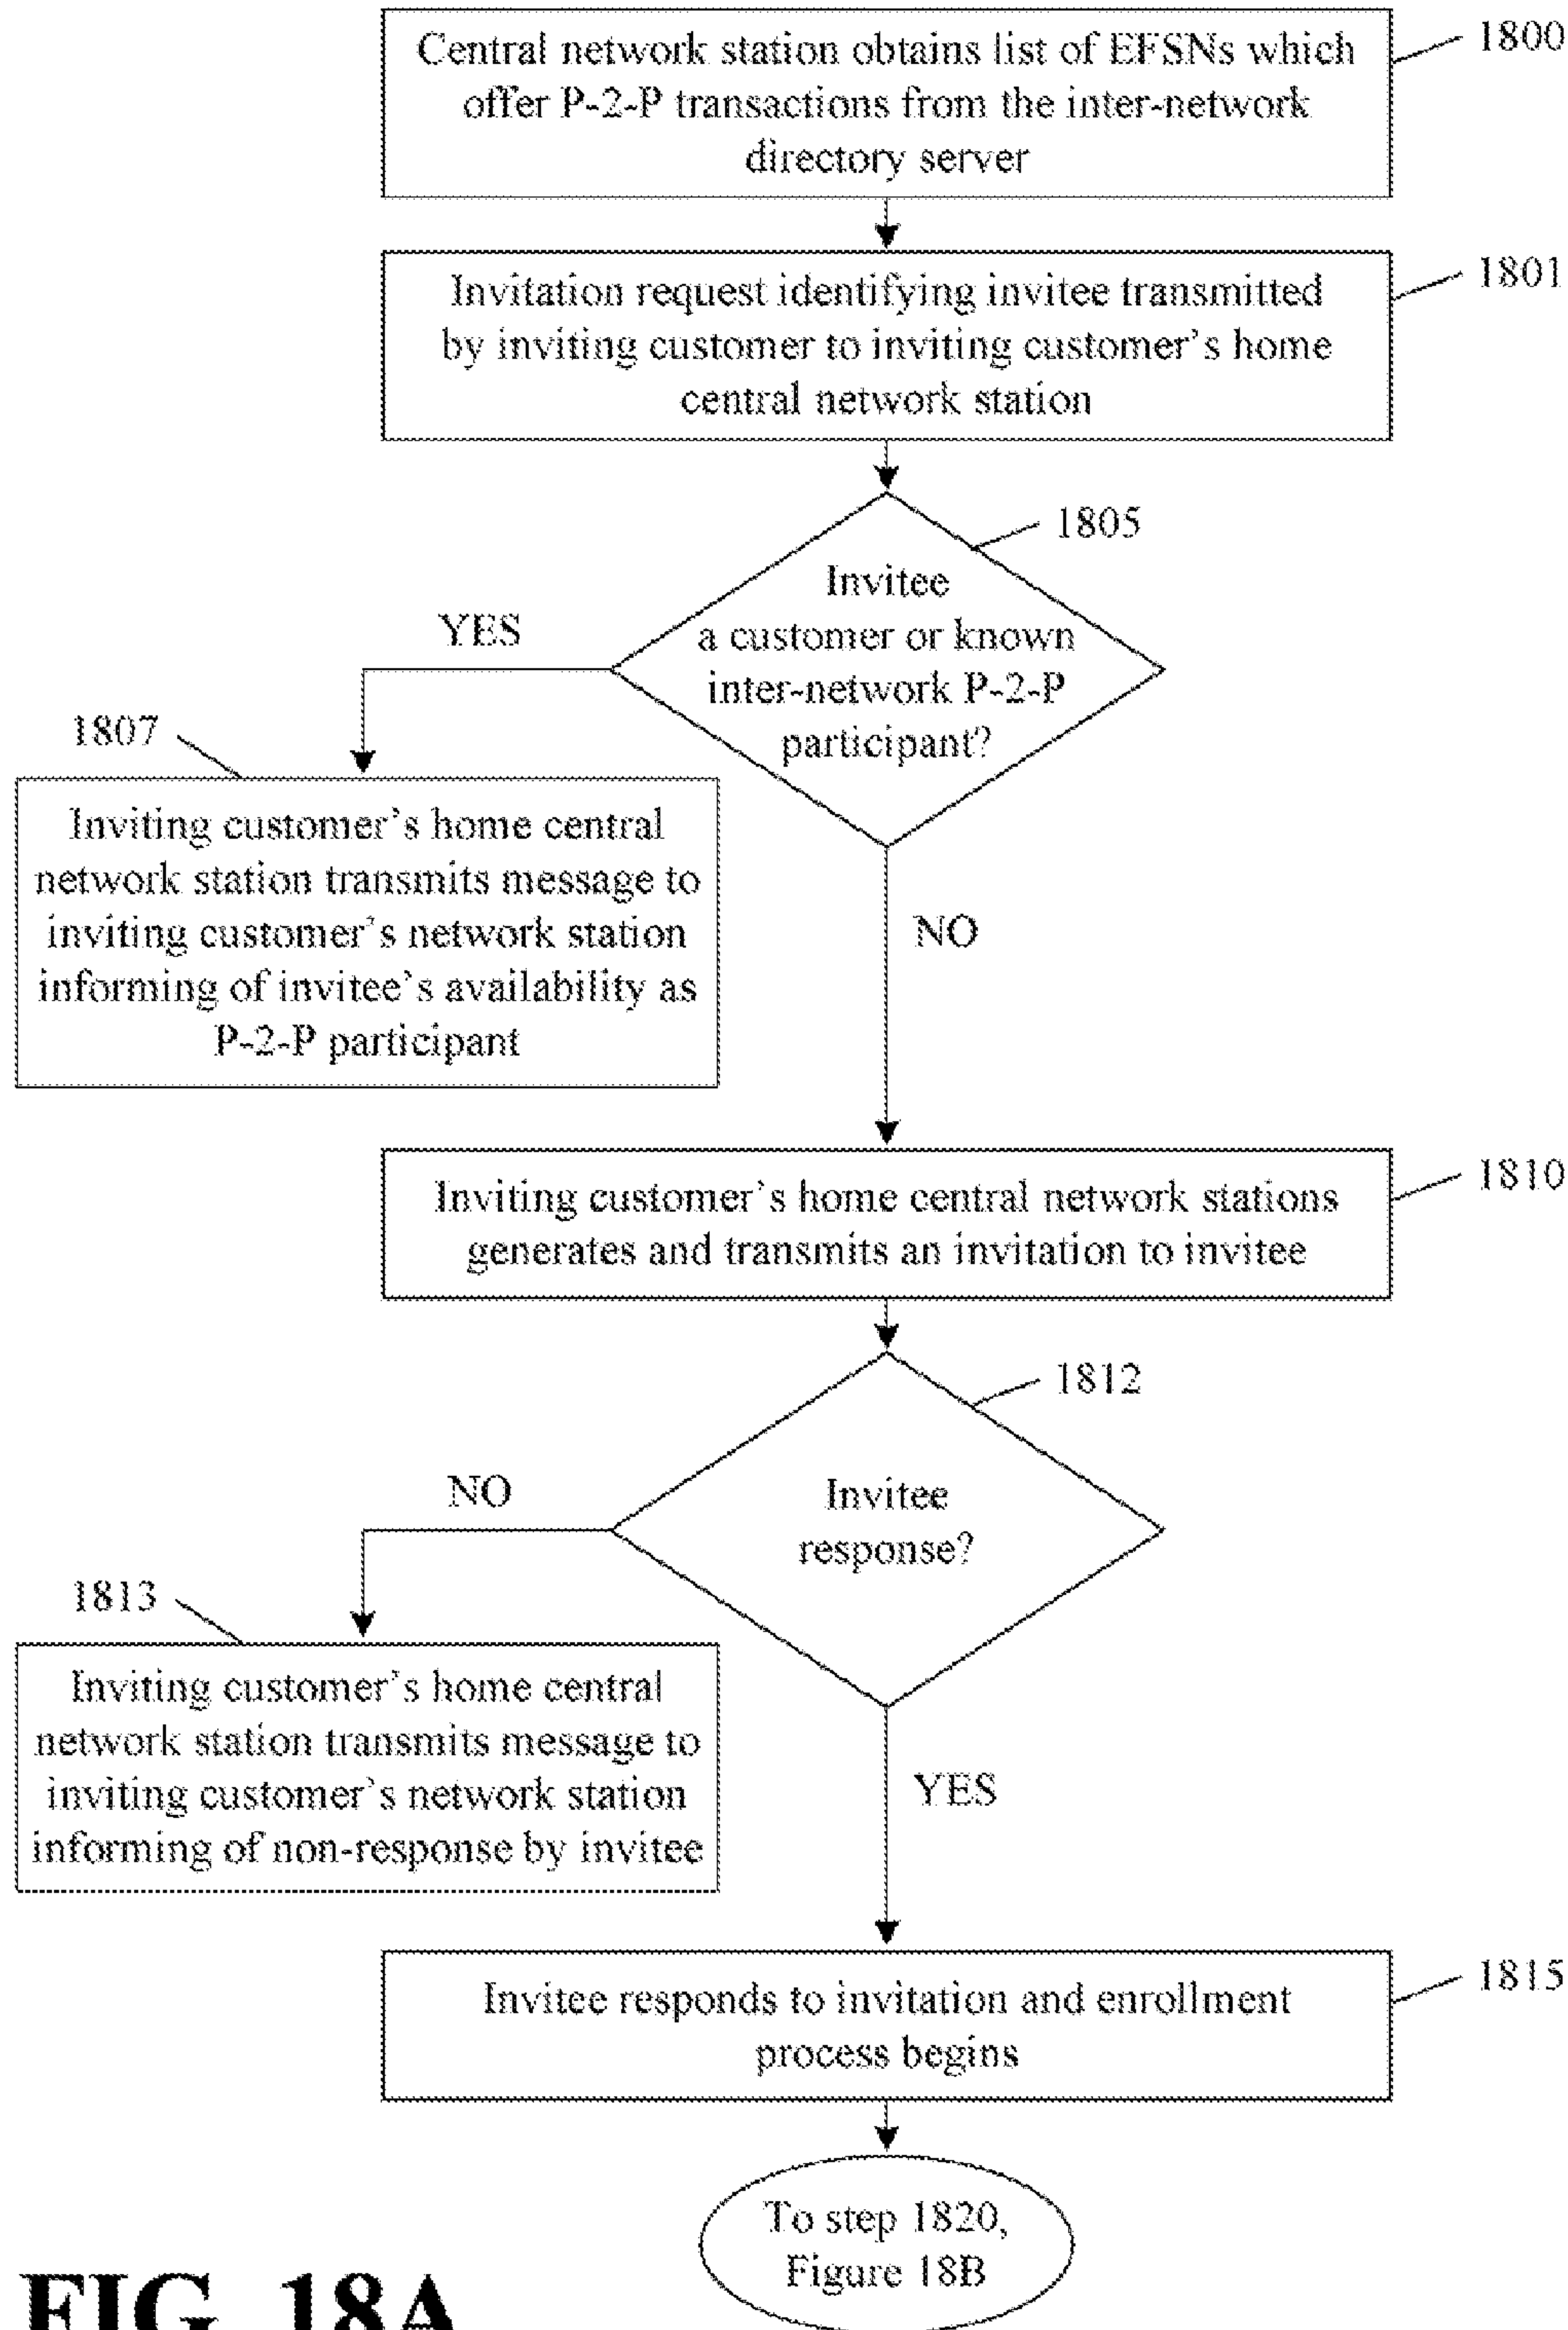 Central network station obtains list of EFSNs which
offer P-2-P transactions from the inter-network
directory server
1800
Invitation request identifying invitee transmitted
by inviting customer to inviting customer's home
central network station
1801
1805
Invitee
a customer or known
inter-network P-2-P
participant?
YES
1807
Inviting customer's home central
network station transmits message to
inviting customer's network station
informing of invitee's availability as
P-2-P participant
NO
Inviting customer's home central network stations
generates and transmits an invitation to invitee
1810
1812
Invitee
response?
NO
1813
Inviting customer's home central
network station transmits message to
inviting customer's network station
informing of non-response by invitee
YES
Invitee responds to invitation and enrollment
process begins
1815
To step 1820,
Figure 18B
FIG. 18A